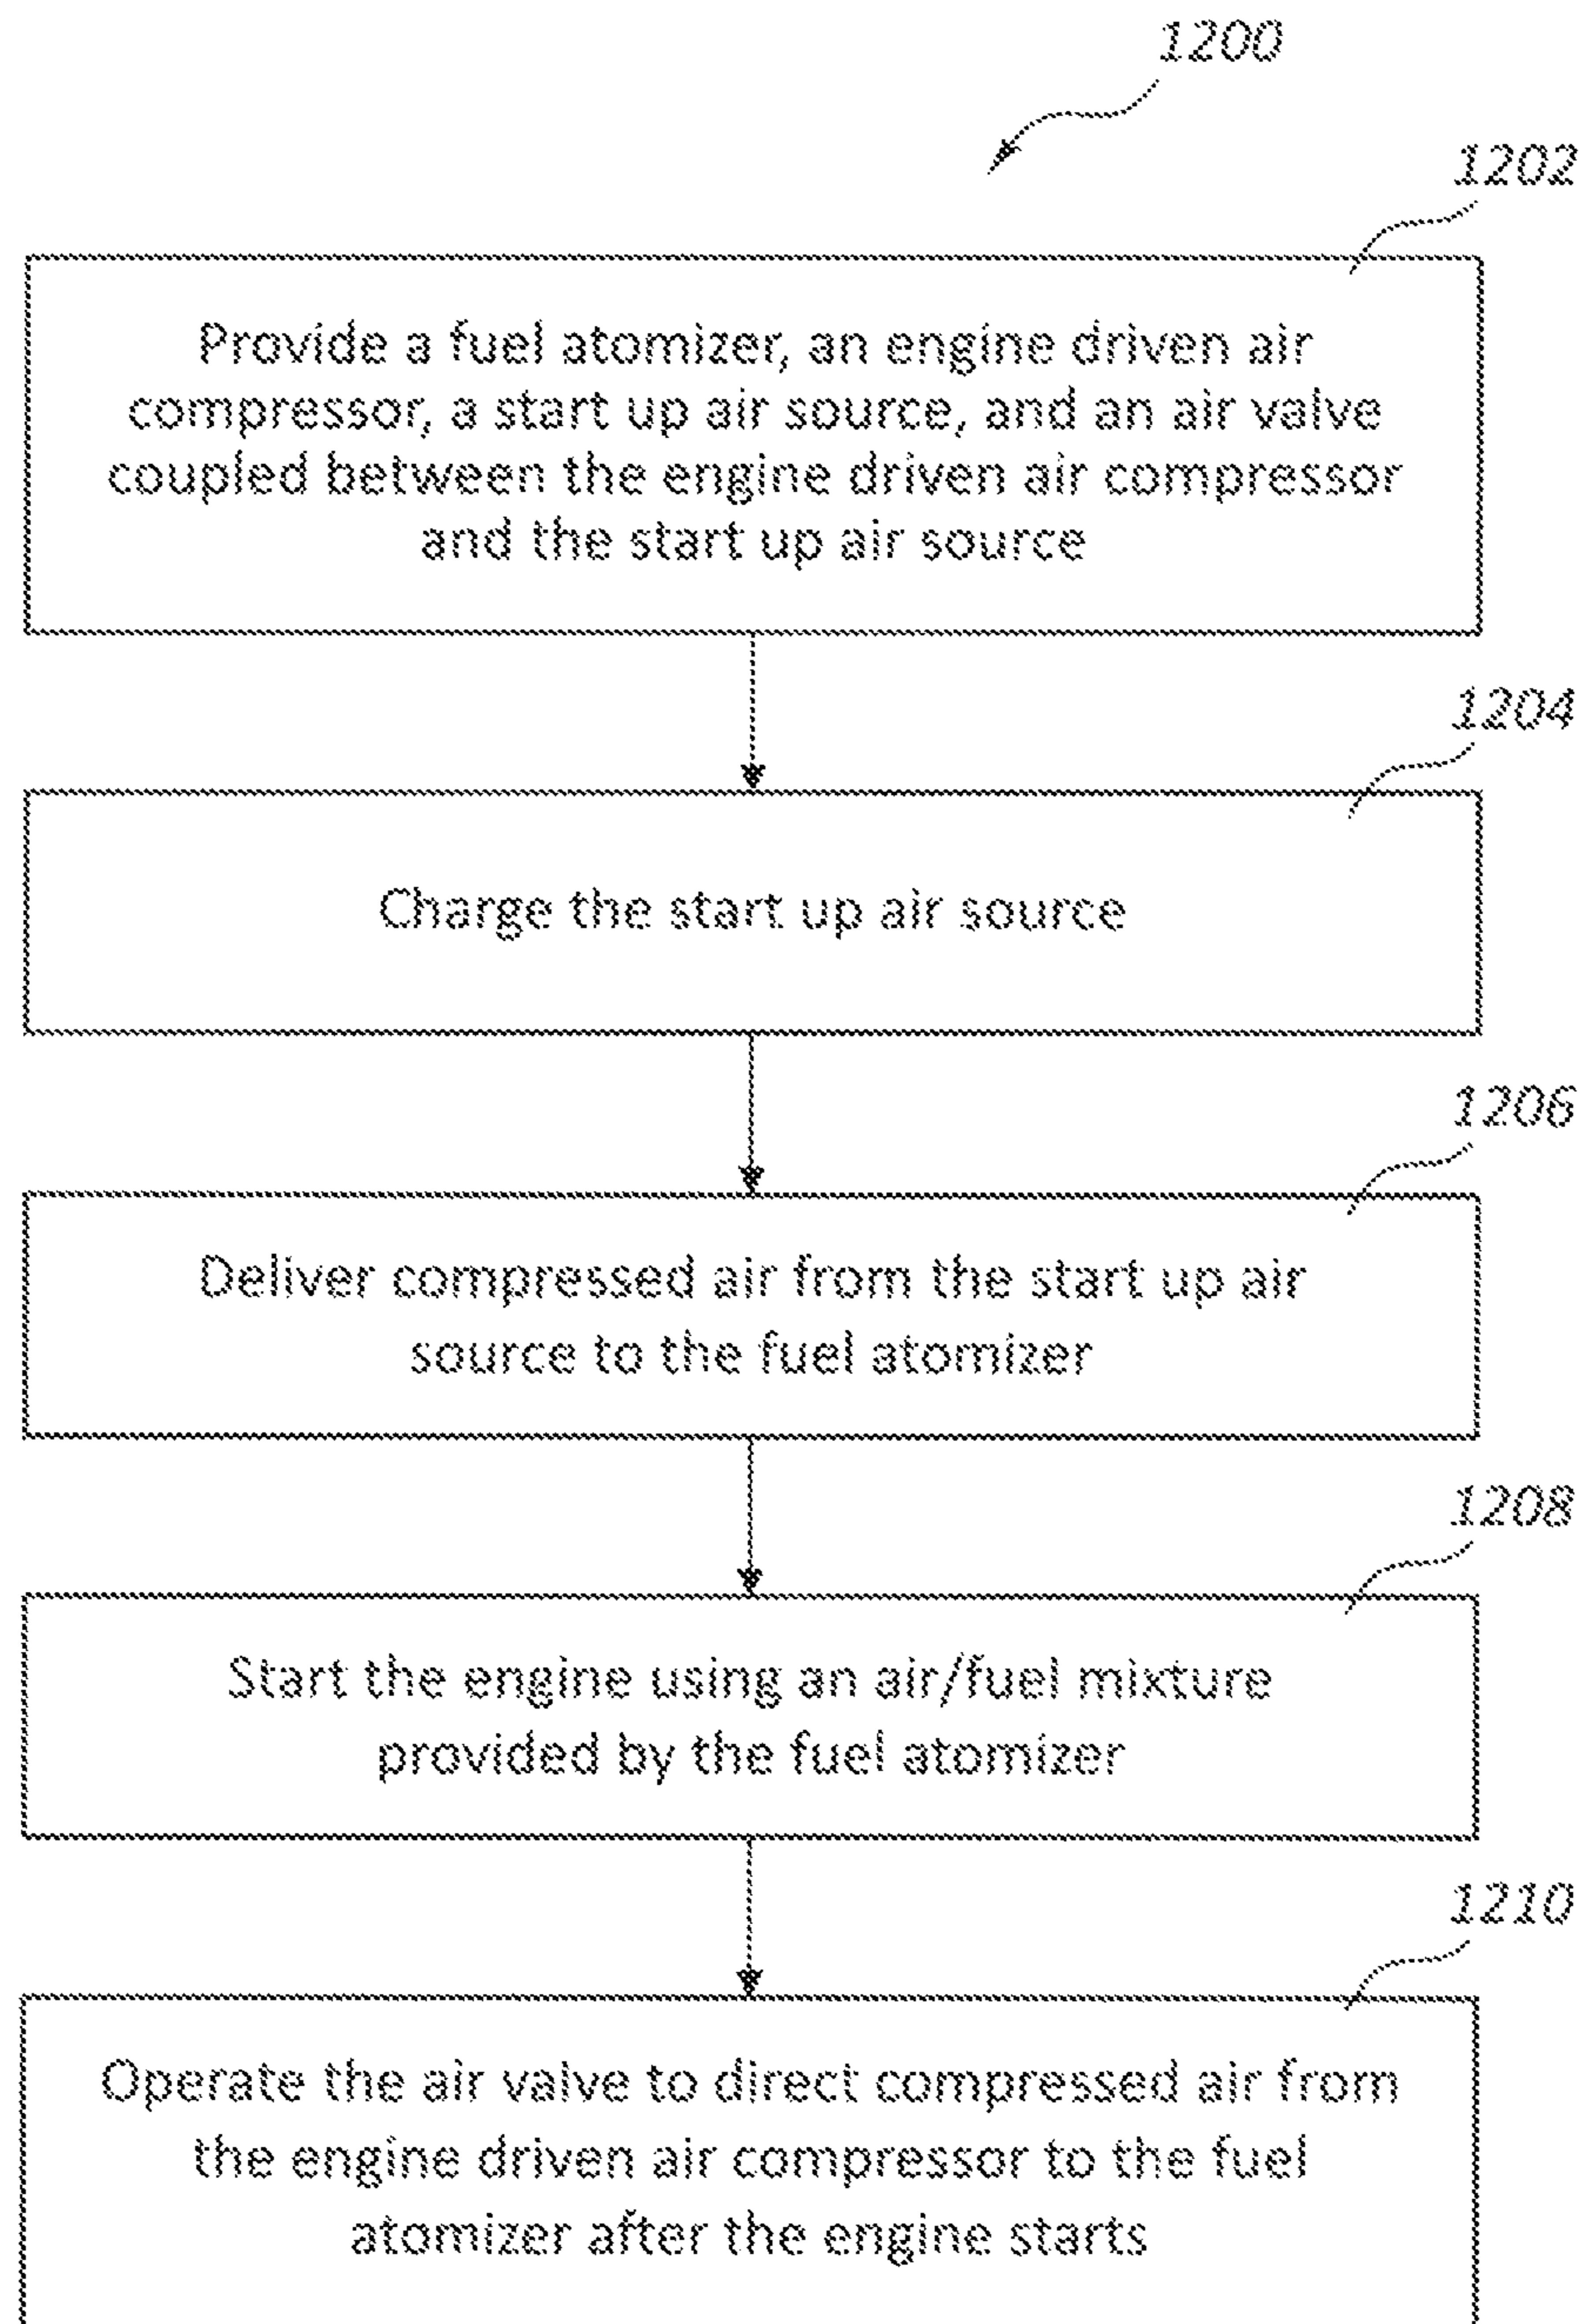 1200
1202
Provide a fuel atomizer, an engine driven air
compressor, a start up air source, and an air valve
coupled between the engine driven air compressor
and the start up air source
1204
Charge the start up air source
1206
Deliver compressed air from the start up air
source to the fuel atomizer
1208
Start the engine using an air/fuel mixture
provided by the fuel atomizer
1210
Operate the air valve to direct compressed air from
the engine driven air compressor to the fuel
atomizer after the engine starts